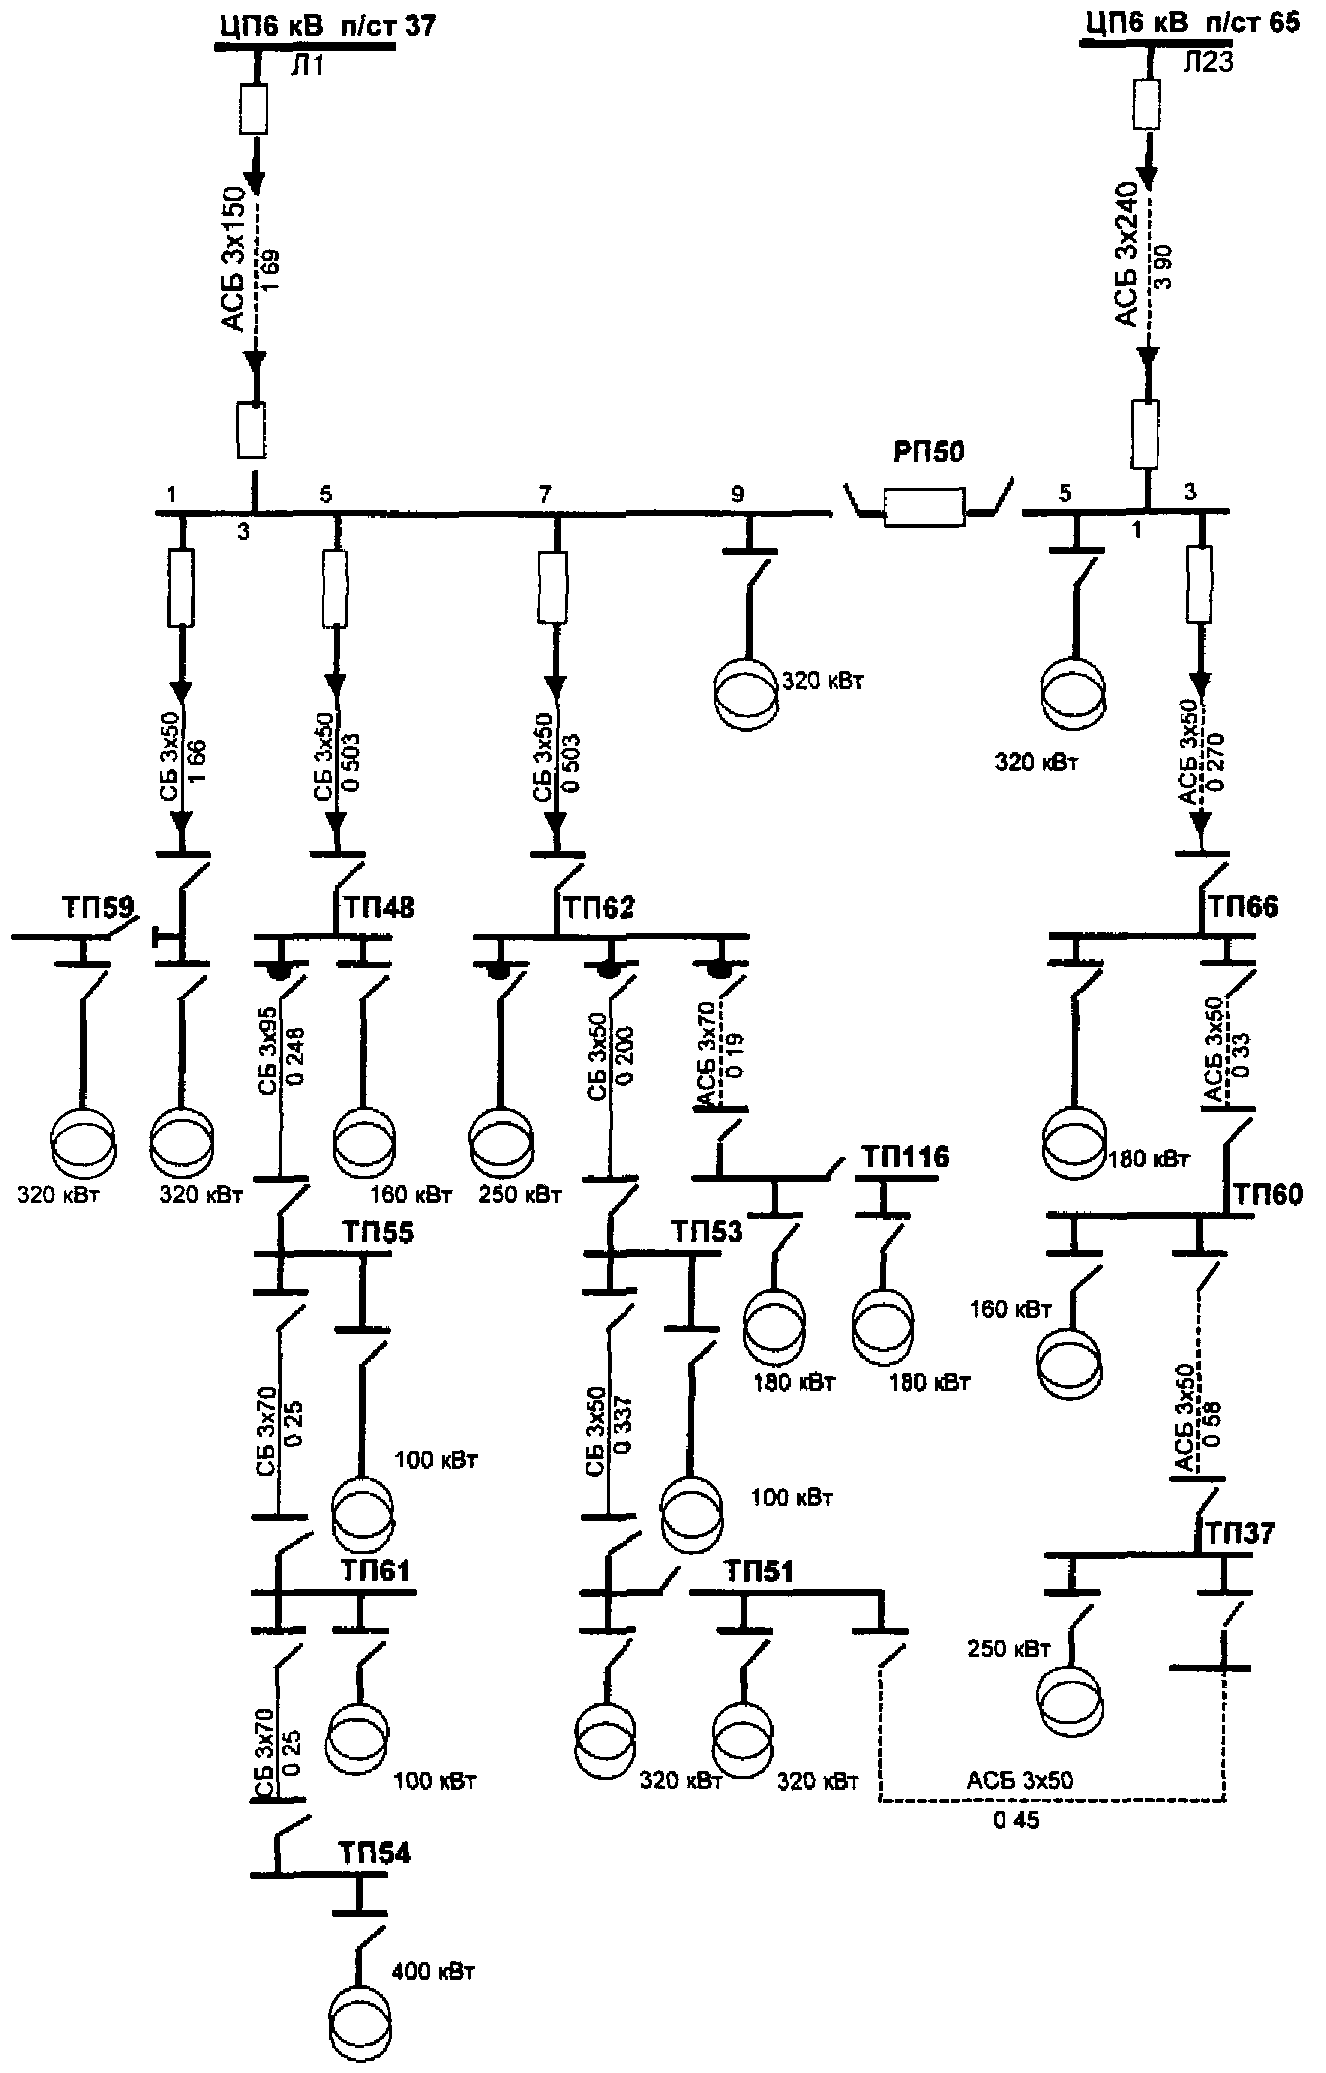 ЦП6 кВ п/ст 37
ЦП6 кВ п/ст 65
Л1
Л23
АСБ 3х150
1 69
АСБ 3х240
3 90
РП50
1
5
7
9
5
3
3
1
320 кВт
320 кВт
СБ 3х50
1 66
СБ 3х50
0 503
СБ 3х50
0 503
АСБ 3х50
0 270
ТП59
ТП48
ТП62
ТП66
СБ 3х95
0 248
СБ 3х50
0 200
АСБ 3х70
0 19
АСБ 3х50
0 33
320 кВт
320 кВт
160 кВт
250 кВт
ТП116
180 кВт
ТП60
ТП55
ТП53
160 кВт
180 кВт
180 кВт
СБ 3х70
0 25
СБ 3х50
0 337
АСБ 3х50
0 58
100 кВт
100 кВт
ТП37
ТП61
ТП51
250 кВт
СБ 3х70
0 25
100 кВт
320 кВт
320 кВт
АСБ 3х50
0 45
ТП54
400 кВт